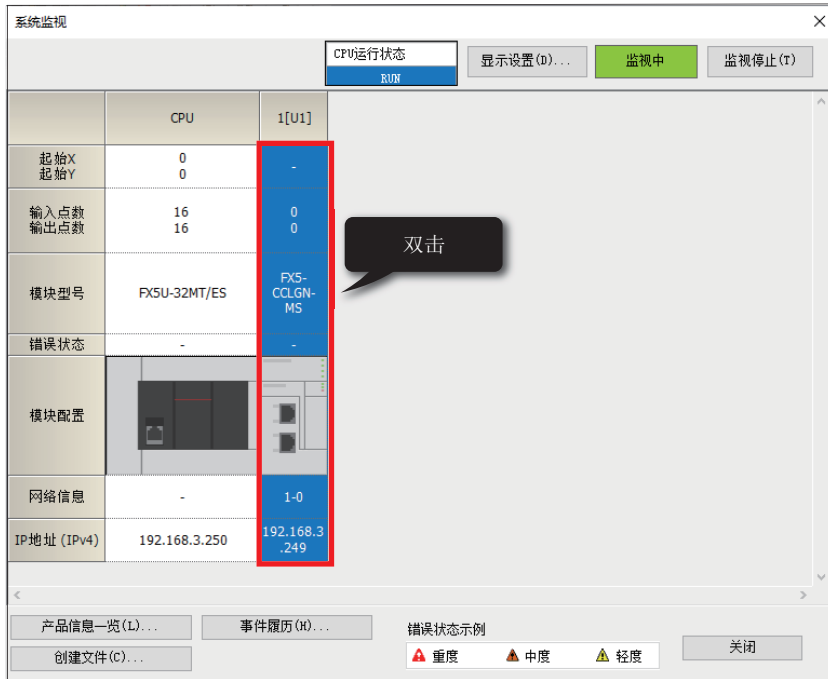 系统监视
CPU运行状态
RUN
显示设置(D)...
监视中
监视停止(T)
CPU
1[U1]
起始X
起始Y
0
0
-
输入点数
输出点数
16
16
0
0
模块型号
FX5U-32MT/ES
FX5-
CCLGN-
MS
错误状态
-
-
模块配置
网络信息
-
1-0
IP地址 (IPv4)
192.168.3.250
192.168.3
.249
双击
产品信息一览(L)...
事件履历(H)...
创建文件(C)...
错误状态示例
重度
中度
轻度
关闭